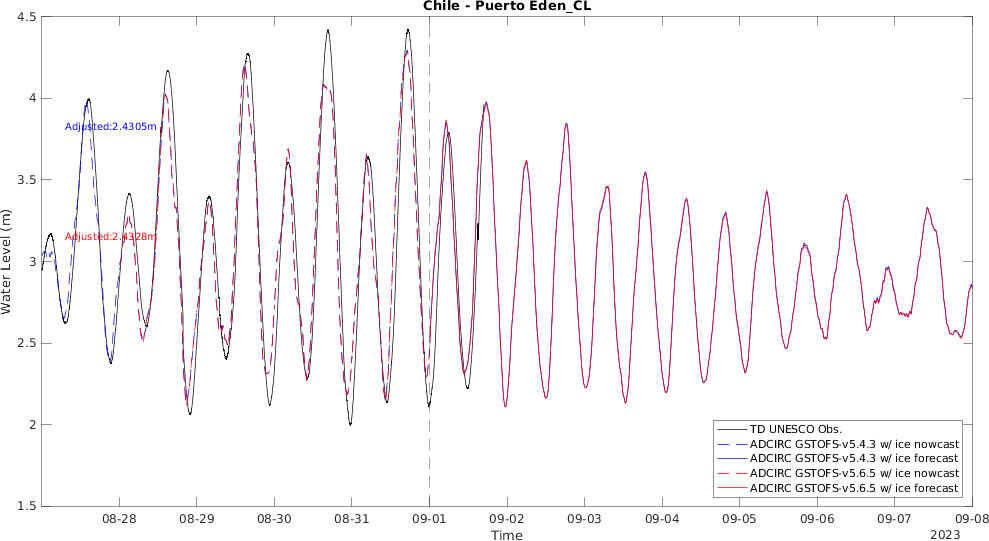 Chile - Puerto Eden_CL
4.5
4
3.5
3
2.5
2
1.5
Water Level (m)
Adjusted:2.4305m
Adjusted:2.4328m
TD UNESCO Obs.
ADCIRC GSTOFS-v5.4.3 w/ ice nowcast
ADCIRC GSTOFS-v5.4.3 w/ ice forecast
ADCIRC GSTOFS-v5.6.5 w/ ice nowcast
ADCIRC GSTOFS-v5.6.5 w/ ice forecast
08-28 08-29 08-30 08-31 09-01 09-02 09-03 09-04 09-05 09-06 09-07 09-08
Time
2023